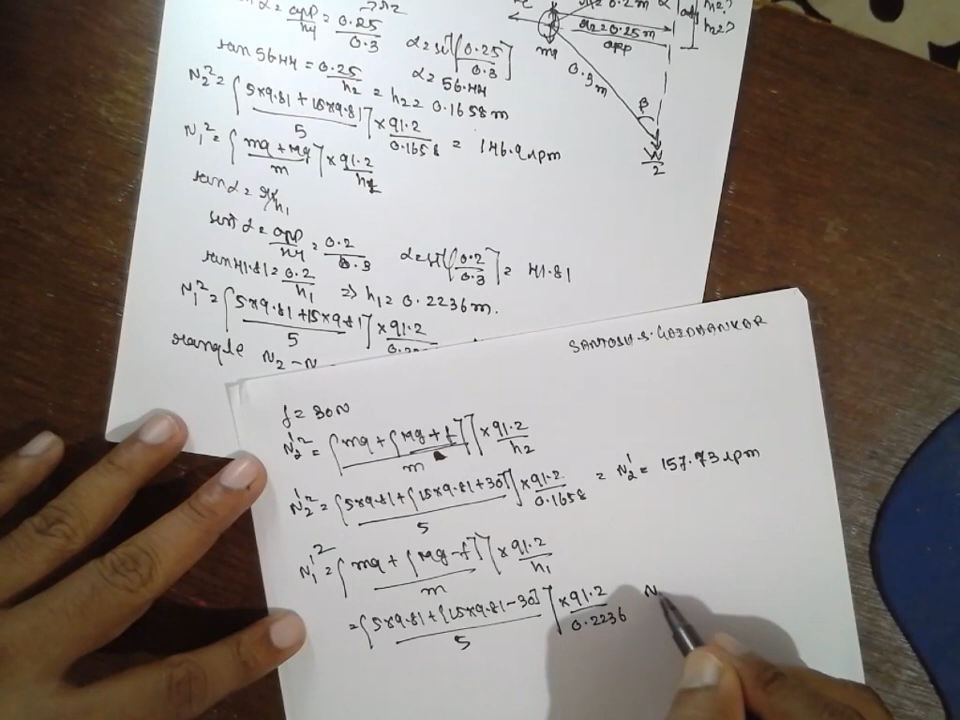 sin α = opp/hy = 0.25/0.3   α = sin⁻¹[0.25/0.3]
tan 56.44 = 0.25/h2 = h2 = 0.1658 m   α = 56.44
N2² = [5×9.81 + 15×9.81 / 5] × 91.2/0.1658 = 146.9 rpm
N1² = [mg + Mg / m] × 91.2/h1
tan α = r1/h1
sin α = opp/hy = 0.2/0.3   α = sin⁻¹[0.2/0.3] = 41.81
tan 41.81 = 0.2/h1 ⇒ h1 = 0.2236 m.
N1² = [5×9.81 + 15×9.81 / 5] × 91.2
range N2 – N
r2 = 0.25 m
opp
h2?
mg
0.3 m
β
W/2
SANTOSH.S.GAIDHANKAR
f = 30N
N2'² = [mg + [Mg + f] / m] × 91.2/h2
N2'² = [5×9.81 + [15×9.81 + 30] / 5] × 91.2/0.1658 = N2' = 157.73 rpm
N1'² = [mg + [Mg – f] / m] × 91.2/h1
= [5×9.81 + [15×9.81 – 30] / 5] × 91.2/0.2236   N